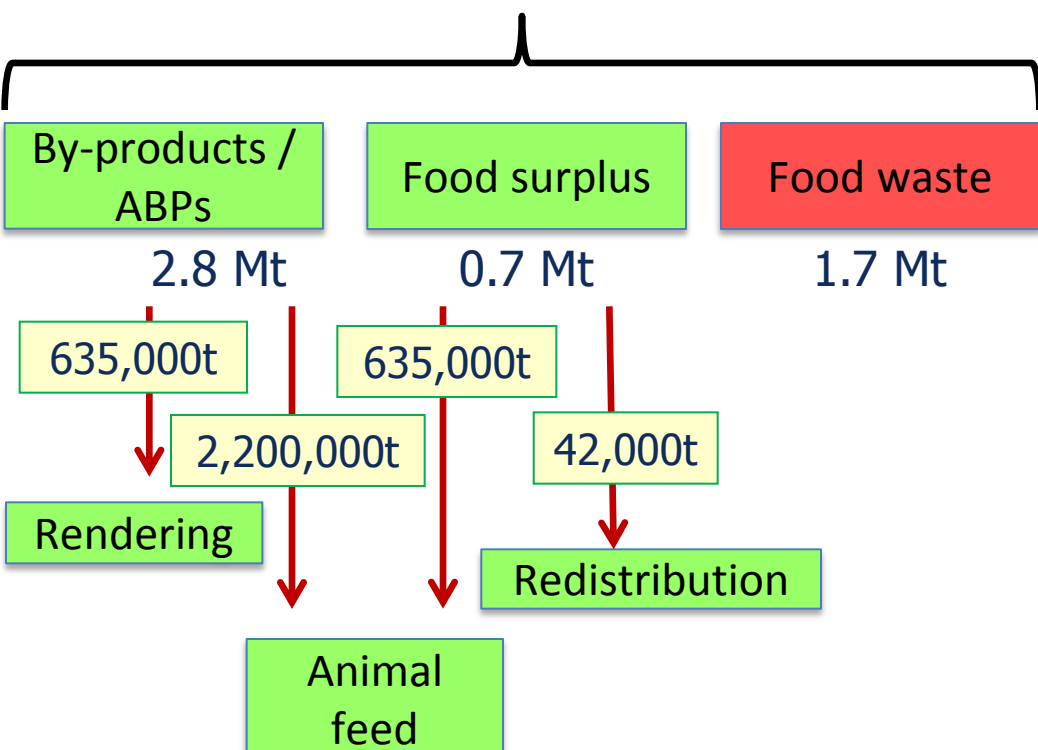 By-products /
ABPs
Food surplus
Food waste
2.8 Mt
0.7 Mt
1.7 Mt
635,000t
635,000t
2,200,000t
42,000t
Rendering
Redistribution
Animal
feed